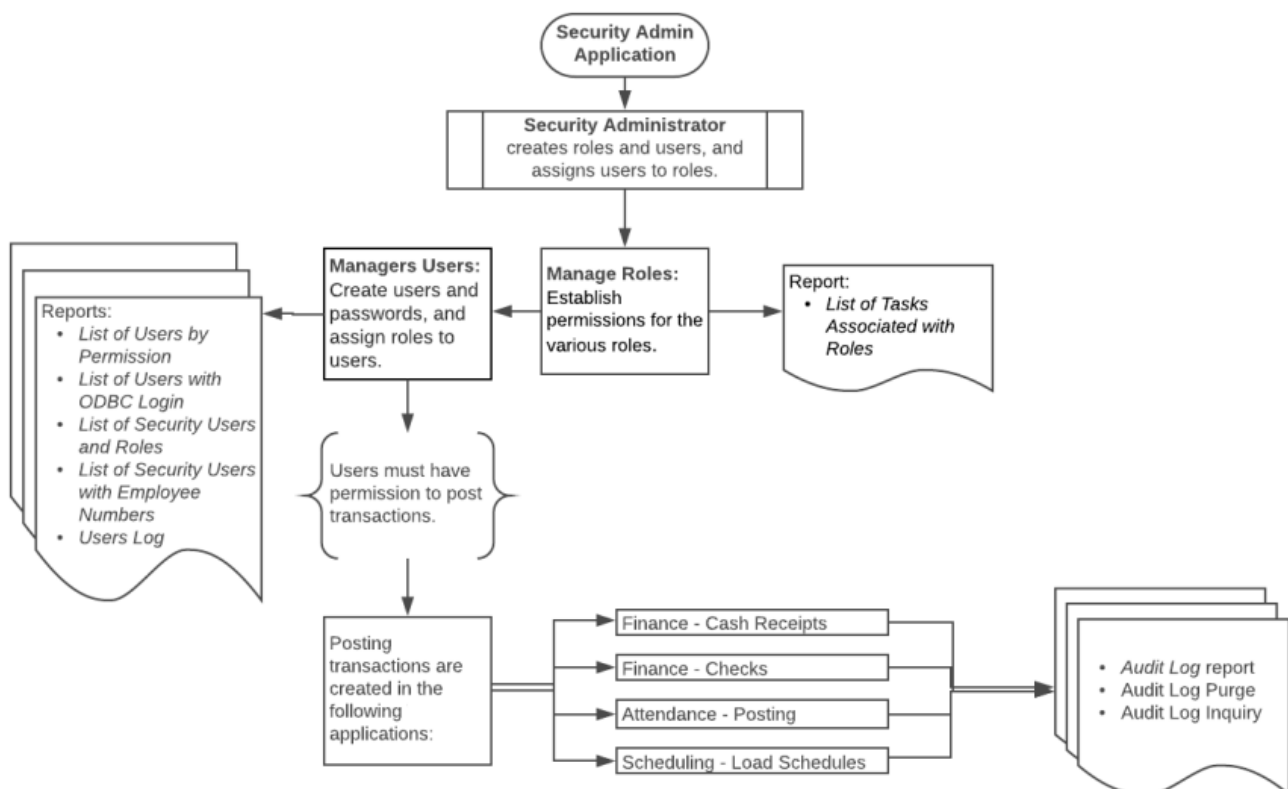 Security Admin
Application
Security Administrator
creates roles and users, and
assigns users to roles.
Managers Users:
Create users and
passwords, and
assign roles to
users.
Manage Roles:
Establish
permissions for the
various roles.
Report:
• List of Tasks
Associated with
Roles
Reports:
• List of Users by
Permission
• List of Users with
ODBC Login
• List of Security Users
and Roles
• List of Security Users
with Employee
Numbers
• Users Log
Users must have
permission to post
transactions.
Posting
transactions are
created in the
following
applications:
Finance - Cash Receipts
Finance - Checks
Attendance - Posting
Scheduling - Load Schedules
• Audit Log report
• Audit Log Purge
• Audit Log Inquiry